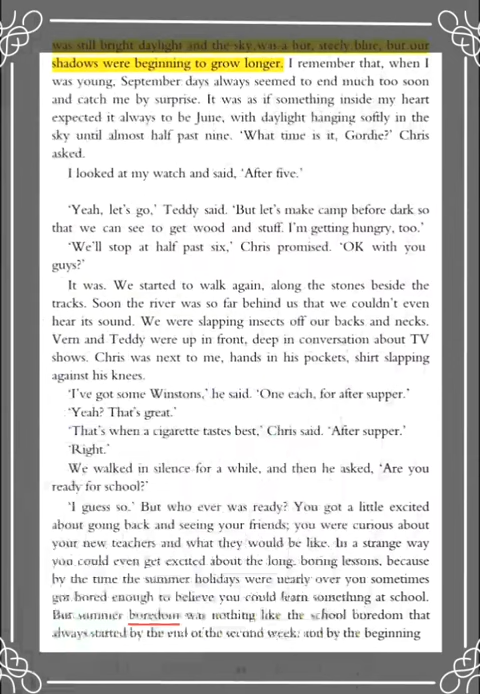 was still bright daylight and the sky was a hot, steely blue, but our
shadows were beginning to grow longer. I remember that, when I
was young, September days always seemed to end much too soon
and catch me by surprise. It was as if something inside my heart
expected it always to be June, with daylight hanging softly in the
sky until almost half past nine. ‘What time is it, Gordie?’ Chris
asked.
I looked at my watch and said, ‘After five.’
‘Yeah, let's go,’ Teddy said. ‘But let's make camp before dark so
that we can see to get wood and stuff. I'm getting hungry, too.’
‘We'll stop at half past six,’ Chris promised. ‘OK with you
guys?’
It was. We started to walk again, along the stones beside the
tracks. Soon the river was so far behind us that we couldn't even
hear its sound. We were slapping insects off our backs and necks.
Vern and Teddy were up in front, deep in conversation about TV
shows. Chris was next to me, hands in his pockets, shirt slapping
against his knees.
‘I've got some Winstons,’ he said. ‘One each, for after supper.’
‘Yeah? That's great.’
‘That's when a cigarette tastes best,’ Chris said. ‘After supper.’
‘Right.’
We walked in silence for a while, and then he asked, ‘Are you
ready for school?’
‘I guess so.’ But who ever was ready? You got a little excited
about going back and seeing your friends; you were curious about
your new teachers and what they would be like. In a strange way
you could even get excited about the long, boring lessons, because
by the time the summer holidays were nearly over you sometimes
got bored enough to believe you could learn something at school.
But summer boredom was nothing like the school boredom that
always started by the end of the second week; and by the beginning